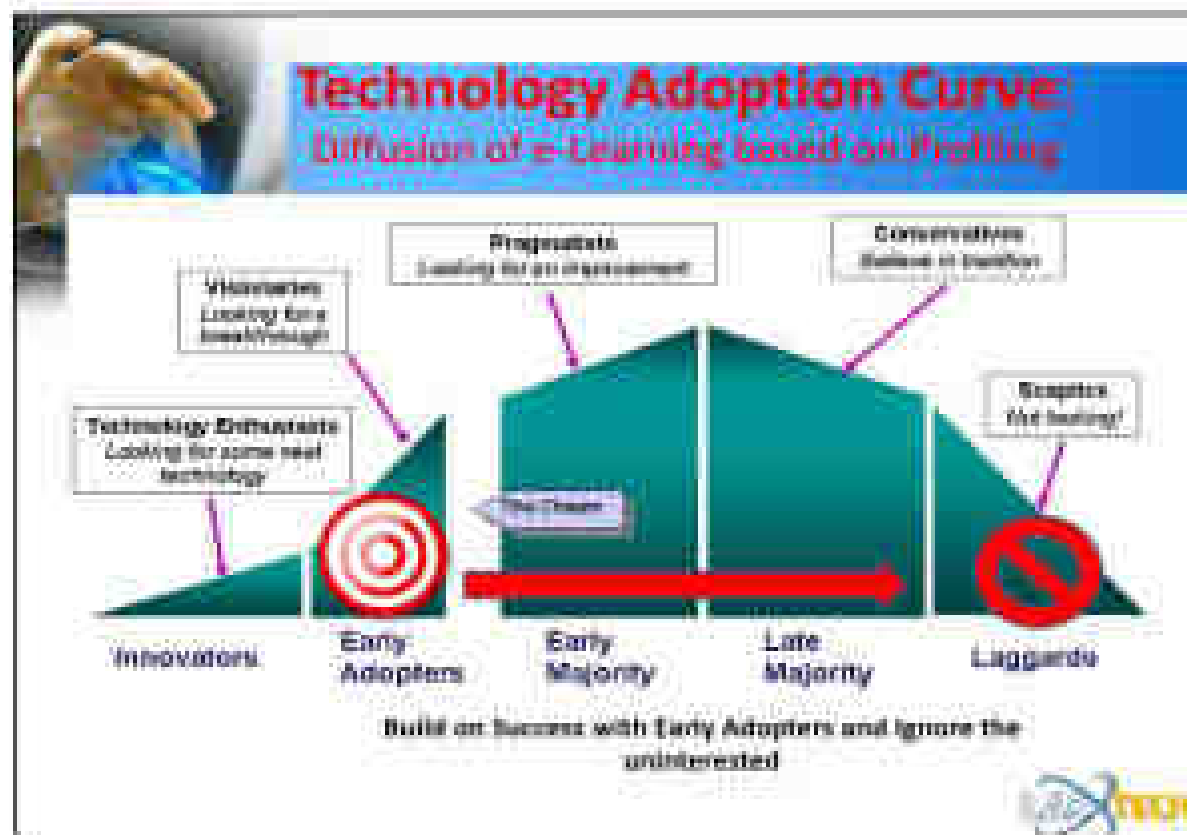 Technology Adoption Curve
Diffusion of e-Learning based on Profiling
Pragmatists
Looking for an improvement
Conservatives
Believe in tradition
Visionaries
Looking for a
breakthrough
Technology Enthusiasts
Looking for some neat
technology
Sceptics
Not looking!
The Chasm
Innovators
Early
Adopters
Early
Majority
Late
Majority
Laggards
Build on Success with Early Adopters and Ignore the
uninterested